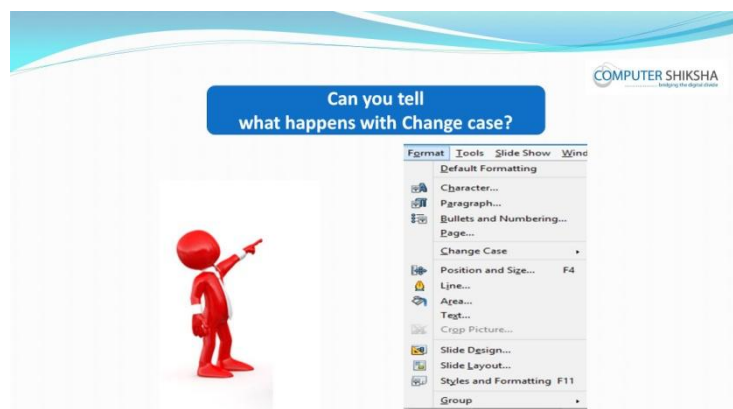 COMPUTER SHIKSHA
bridging the digital divide
Can you tell
what happens with Change case?
Format Tools Slide Show Wind
Default Formatting
Character...
Paragraph...
Bullets and Numbering...
Page...
Change Case
Position and Size... F4
Line...
Area...
Text...
Crop Picture...
Slide Design...
Slide Layout...
Styles and Formatting F11
Group